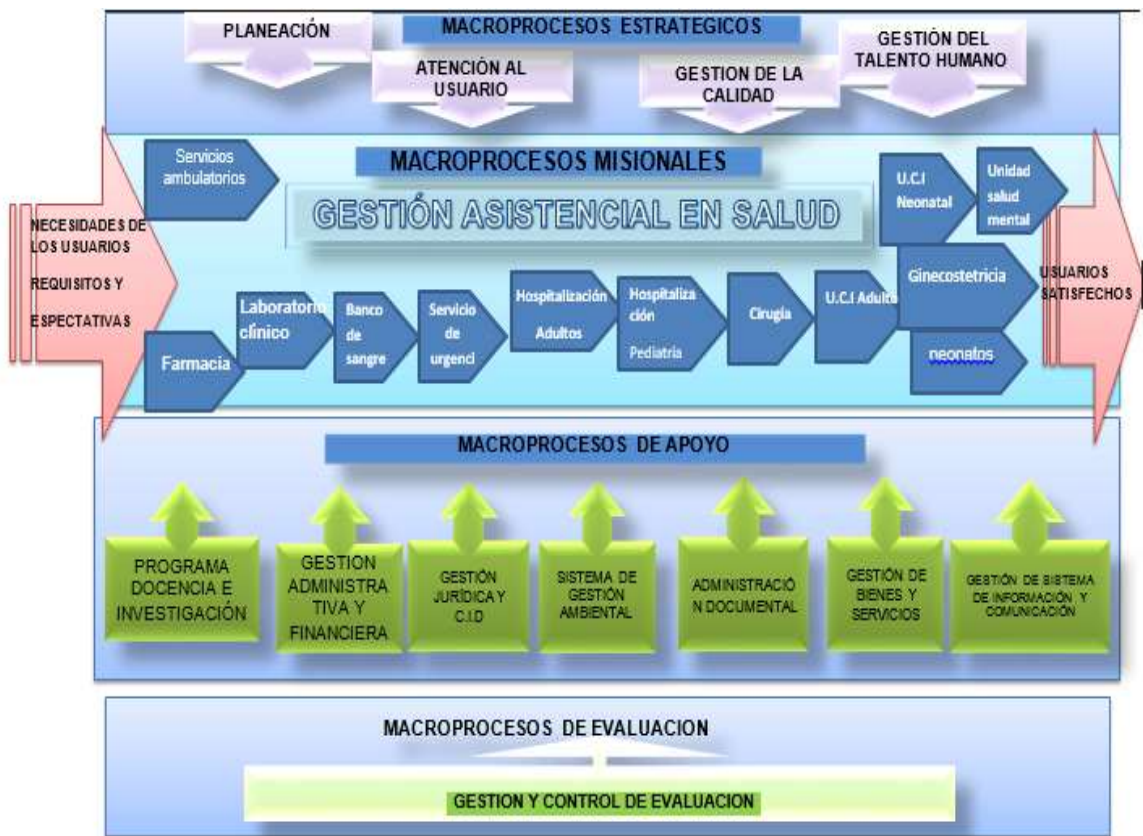 MACROPROCESOS ESTRATEGICOS
PLANEACIÓN
ATENCIÓN AL
USUARIO
GESTION DE LA
CALIDAD
GESTIÓN DEL
TALENTO HUMANO
MACROPROCESOS MISIONALES
GESTIÓN ASISTENCIAL EN SALUD
NECESIDADES DE
LOS USUARIOS
REQUISITOS Y
ESPECTATIVAS
Servicios
ambulatorios
Farmacia
Laboratorio
clínico
Banco
de
sangre
Servicio
de
urgenci
Hospitalización
Adultos
Hospitaliza
ción
Pediatria
Cirugía
U.C.I Adulto
U.C.I
Neonatal
Unidad
salud
mental
Ginecostetricia
neonatos
USUARIOS
SATISFECHOS
MACROPROCESOS DE APOYO
PROGRAMA
DOCENCIA E
INVESTIGACIÓN
GESTION
ADMINISTRA
TIVA Y
FINANCIERA
GESTIÓN
JURÍDICA Y
C.I.D
SISTEMA DE
GESTIÓN
AMBIENTAL
ADMINISTRACIÓ
N DOCUMENTAL
GESTIÓN DE
BIENES Y
SERVICIOS
GESTIÓN DE SISTEMA
DE INFORMACIÓN Y
COMUNICACIÓN
MACROPROCESOS DE EVALUACION
GESTION Y CONTROL DE EVALUACION